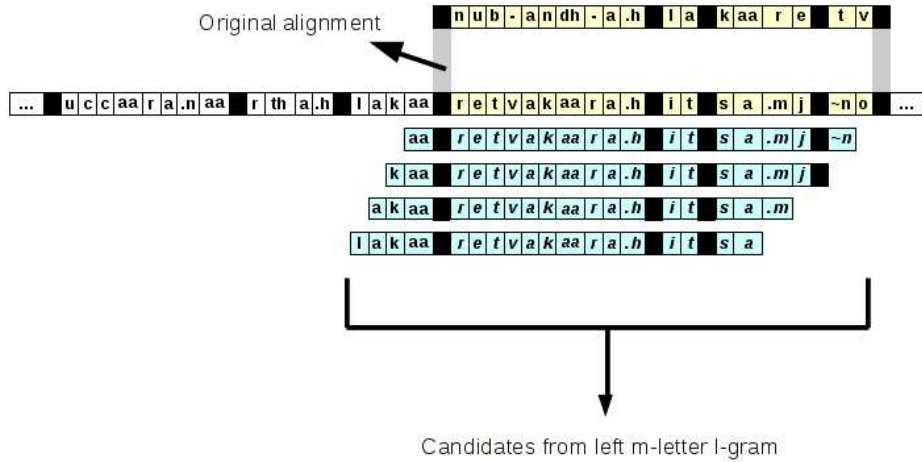 n u b - a n dh - a .h l a k aa r e t v
Original alignment
... u c c aa r a .n aa r th a .h l a k aa r e t v a k aa r a .h i t s a .m j ~n o ...
aa r e t v a k aa r a .h i t s a .m j ~n
k aa r e t v a k aa r a .h i t s a .m j
a k aa r e t v a k aa r a .h i t s a .m
l a k aa r e t v a k aa r a .h i t s a
Candidates from left m-letter l-gram